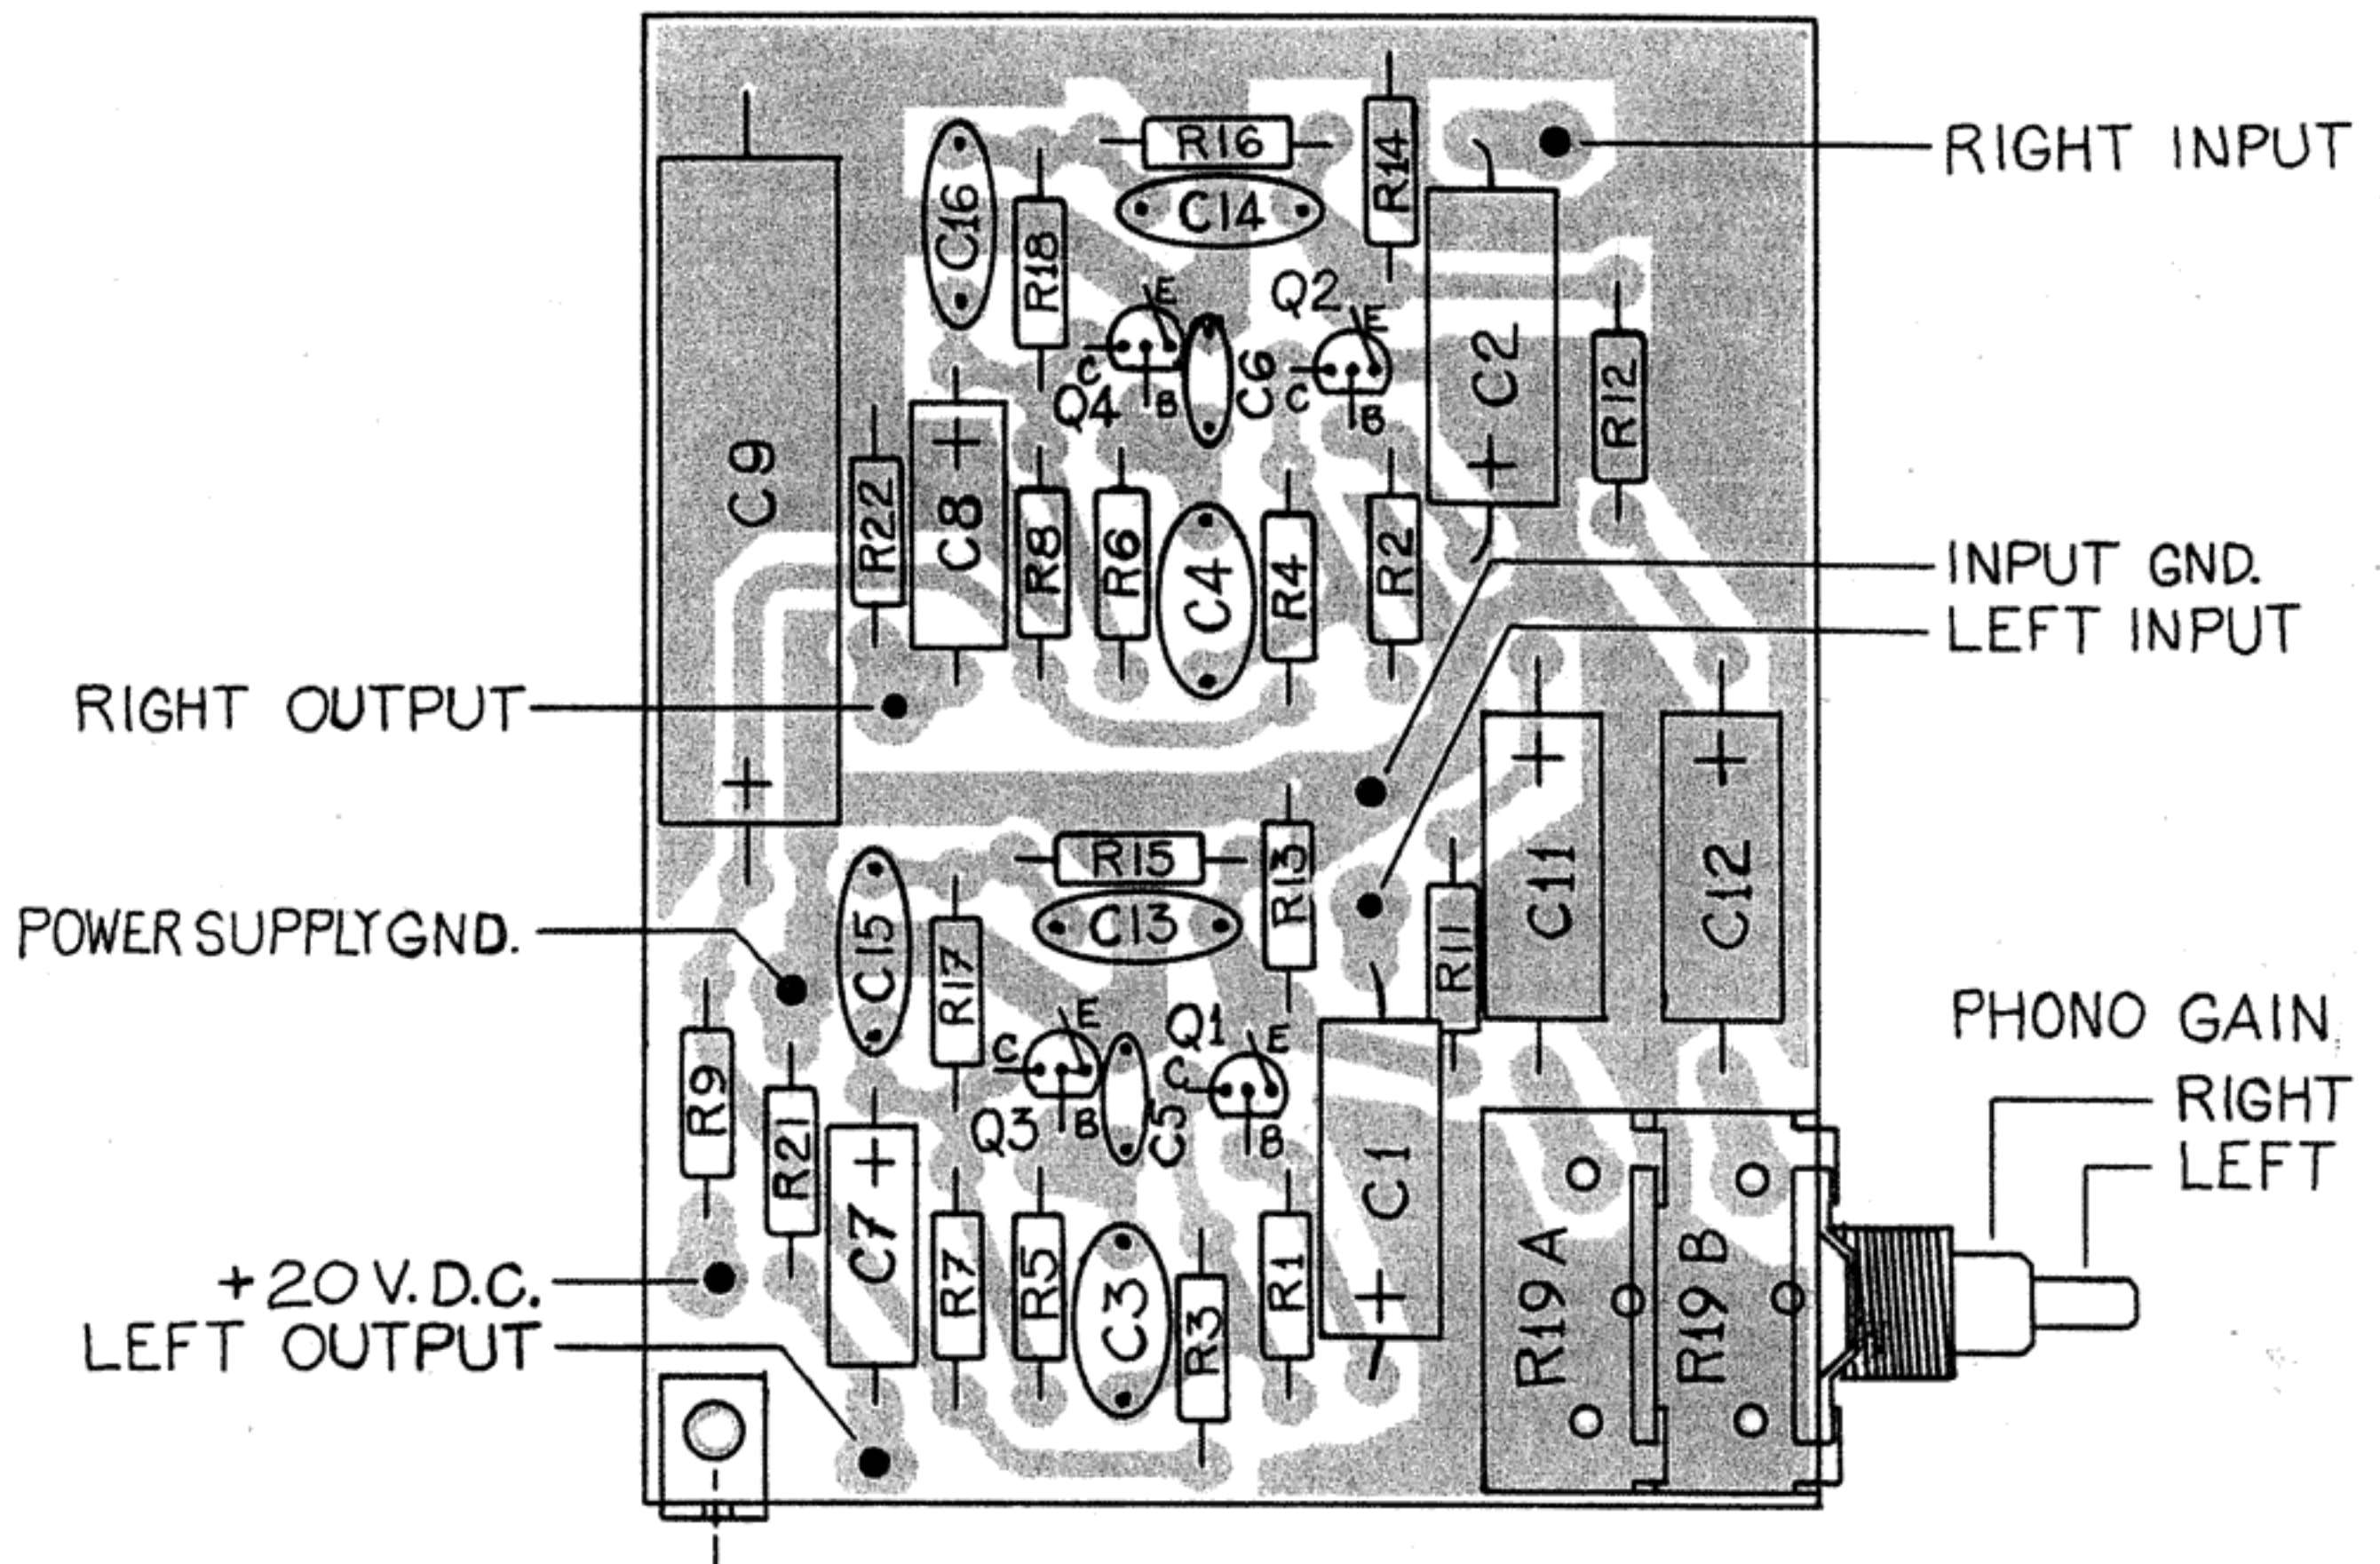 RIGHT INPUT
R16
R14
C16
C14
R18
E
Q2
E
C
Q4
B
C6
C
B
C2
+
R12
C9
+
R22
+
C8
R8
R6
C4
R4
R2
INPUT GND.
LEFT INPUT
RIGHT OUTPUT
+
C11
+
C12
R15
R13
C13
POWER SUPPLY GND.
C15
R17
R11
E
Q1
E
C
C
Q3
B
C5
B
PHONO GAIN
RIGHT
LEFT
R9
R21
+
C7
R7
R5
C3
R3
R1
C1
+
R19A
R19B
+20 V.D.C.
LEFT OUTPUT